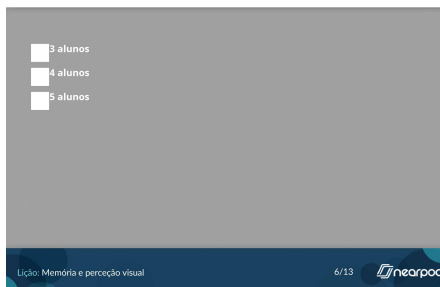 3 alunos
4 alunos
5 alunos
Lição: Memória e perceção visual
6/13
nearpod